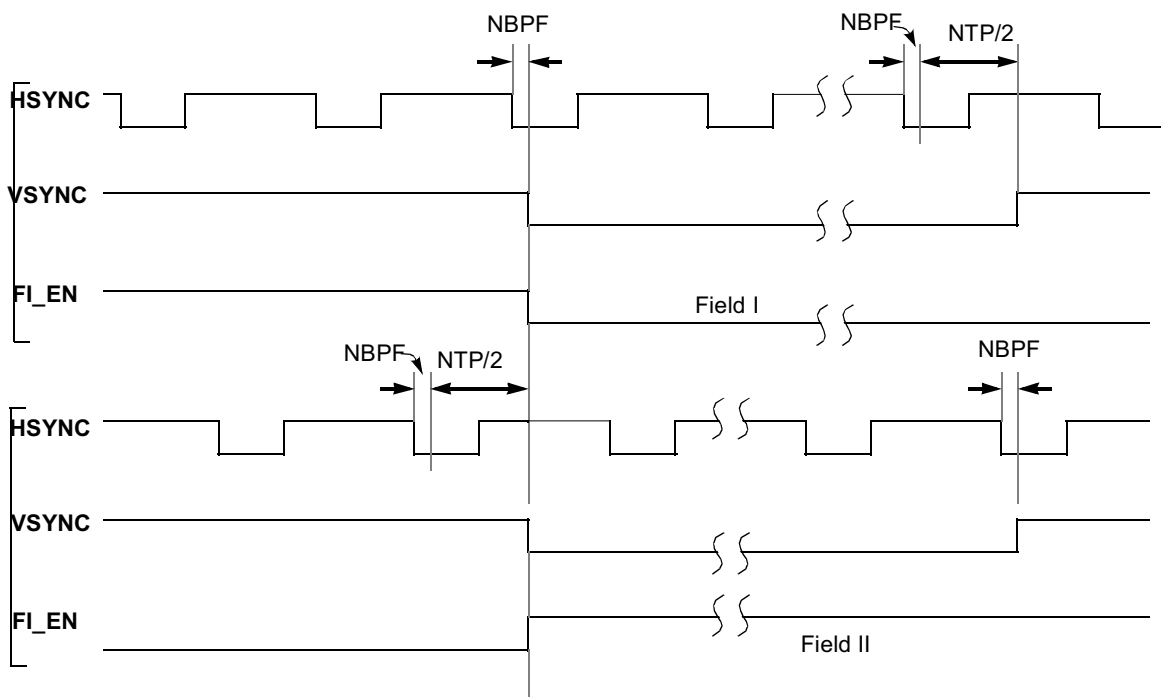 NBPF
NBPF
NTP/2
HSYNC
VSYNC
FI_EN
Field I
NBPF
NTP/2
NBPF
HSYNC
VSYNC
FI_EN
Field II